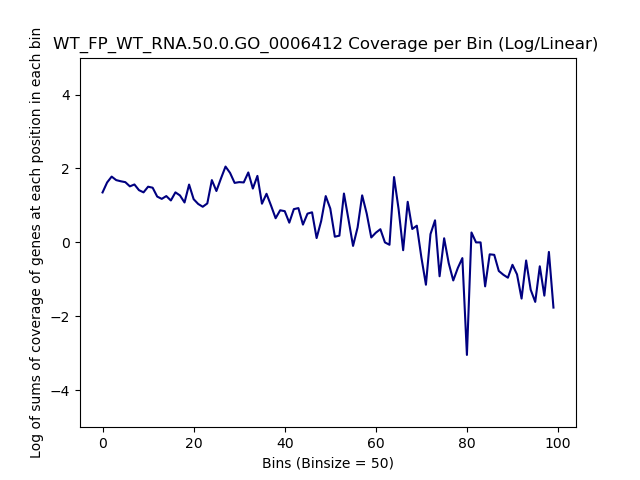 WT_FP_WT_RNA.50.0.GO_0006412 Coverage per Bin (Log/Linear)
Log of sums of coverage of genes at each position in each bin
4
2
0
−2
−4
0 20 40 60 80 100
Bins (Binsize = 50)